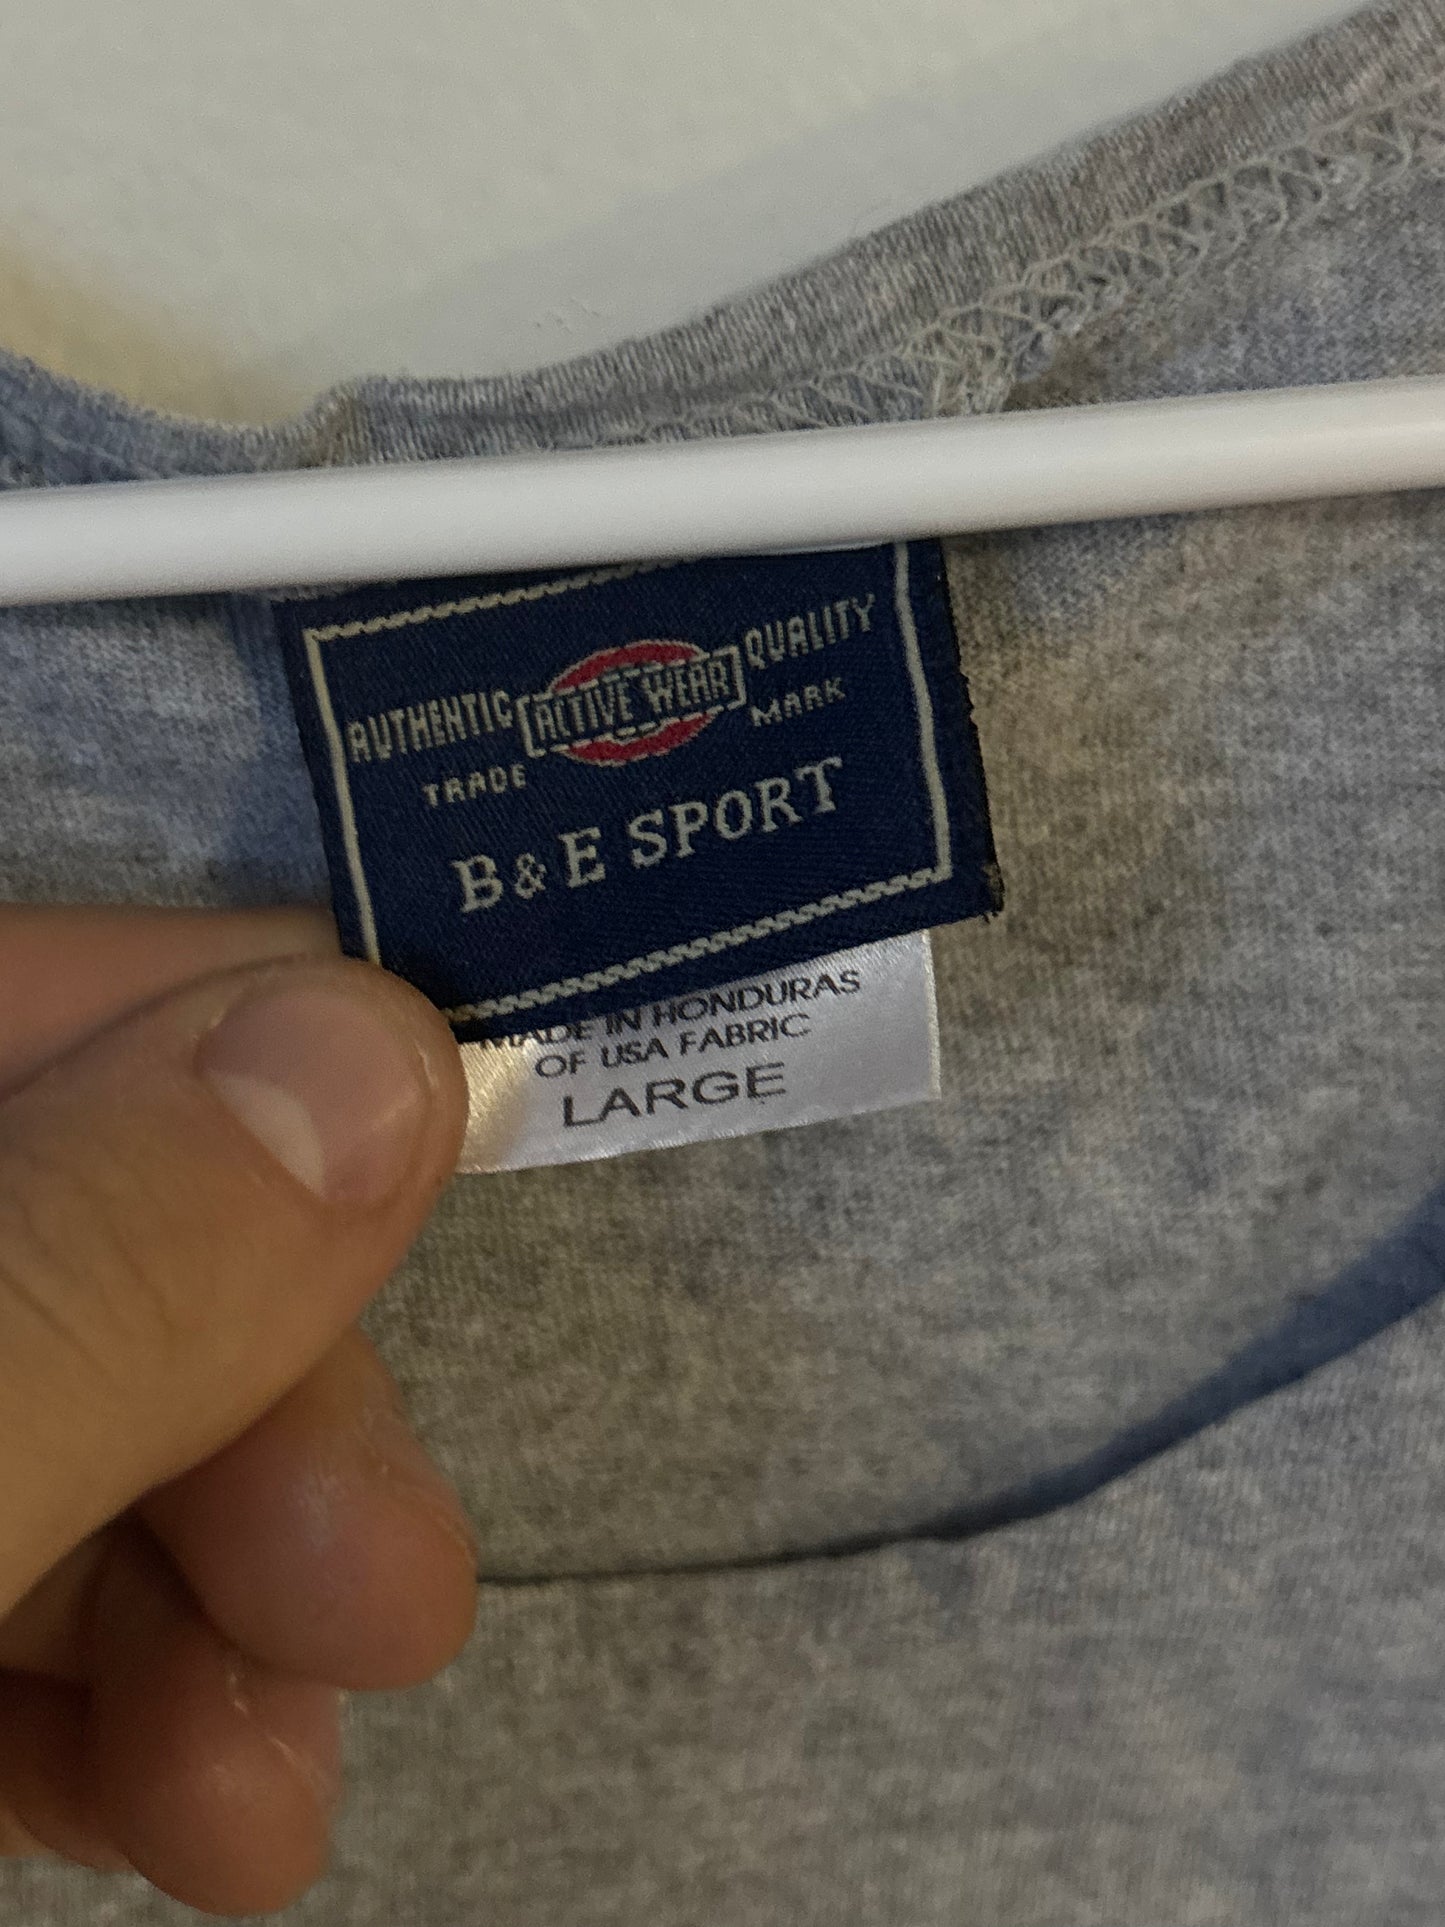 AUTHENTIC ACTIVE WEAR QUALITY
TRADE MARK
B & E SPORT
MADE IN HONDURAS
OF USA FABRIC
LARGE